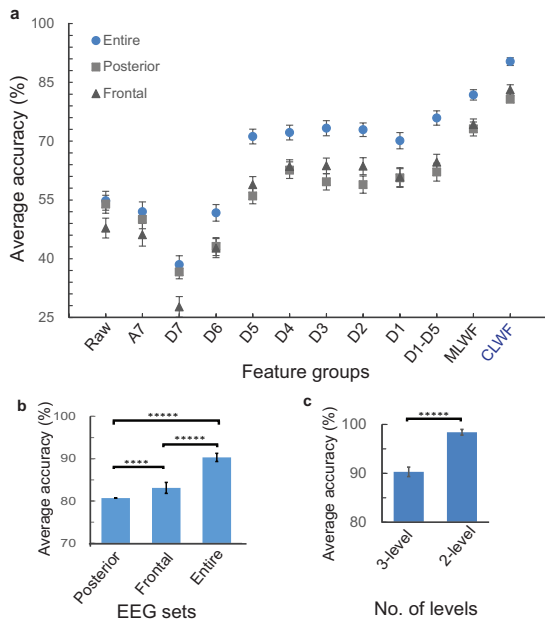 a
Average accuracy (%)
100
85
70
55
40
25
Entire
Posterior
Frontal
Raw
A7
D7
D6
D5
D4
D3
D2
D1
D1-D5
MLWF
CLWF
Feature groups
b
Average accuracy (%)
100
90
80
70
*****
****
*****
Posterior
Frontal
Entire
EEG sets
c
Average accuracy (%)
100
90
80
*****
3-level
2-level
No. of levels